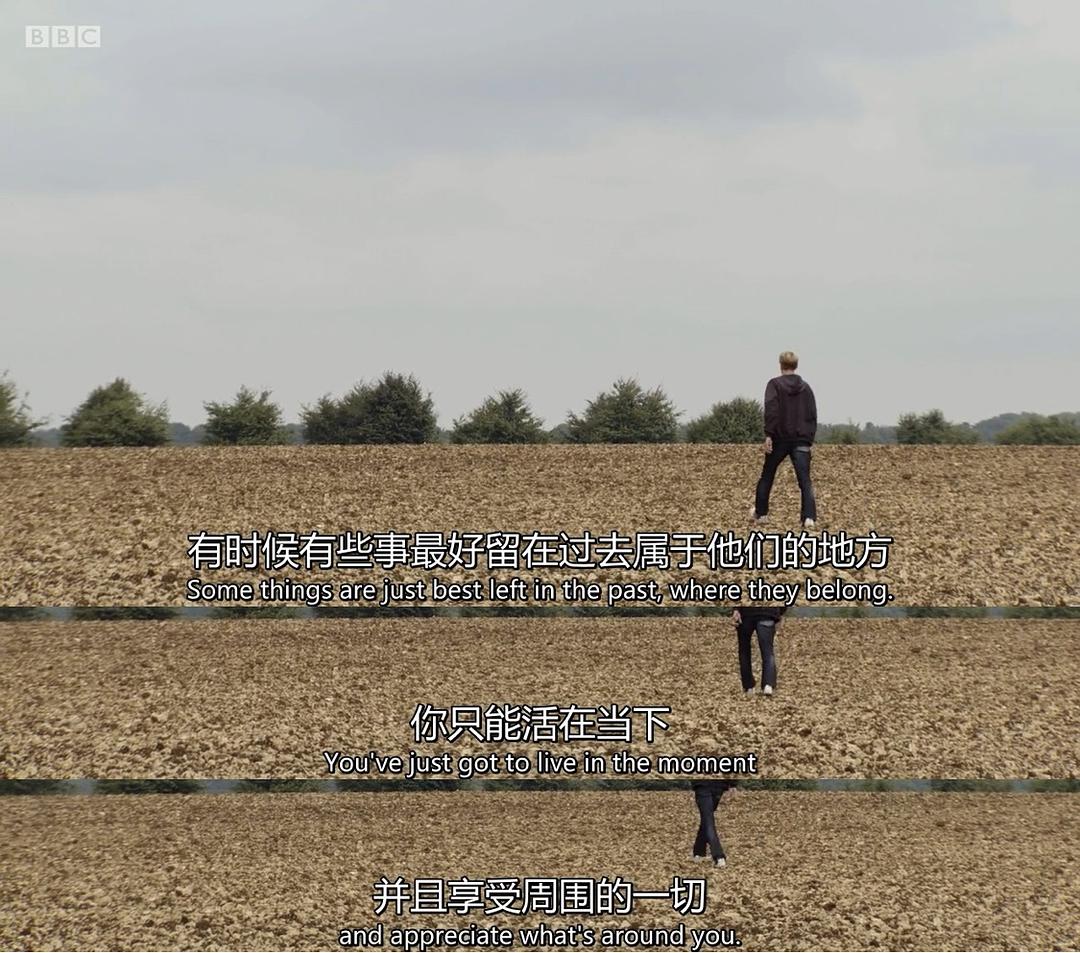 BBC
有时候有些事最好留在过去属于他们的地方
Some things are just best left in the past, where they belong.
你只能活在当下
You've just got to live in the moment
并且享受周围的一切
and appreciate what's around you.